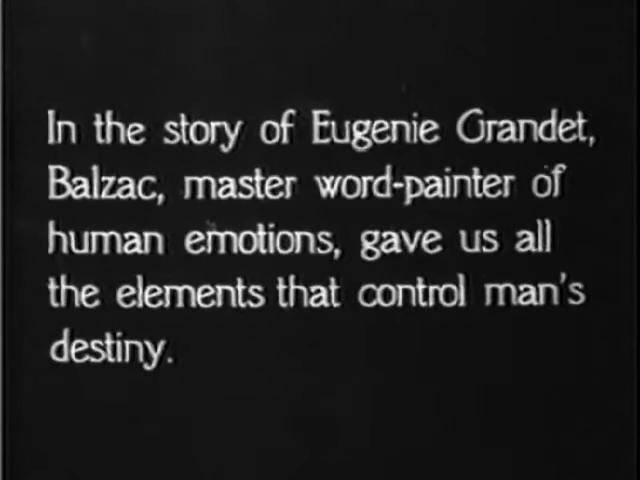 In the story of Eugenie Grandet,
Balzac, master word-painter of
human emotions, gave us all
the elements that control man's
destiny.